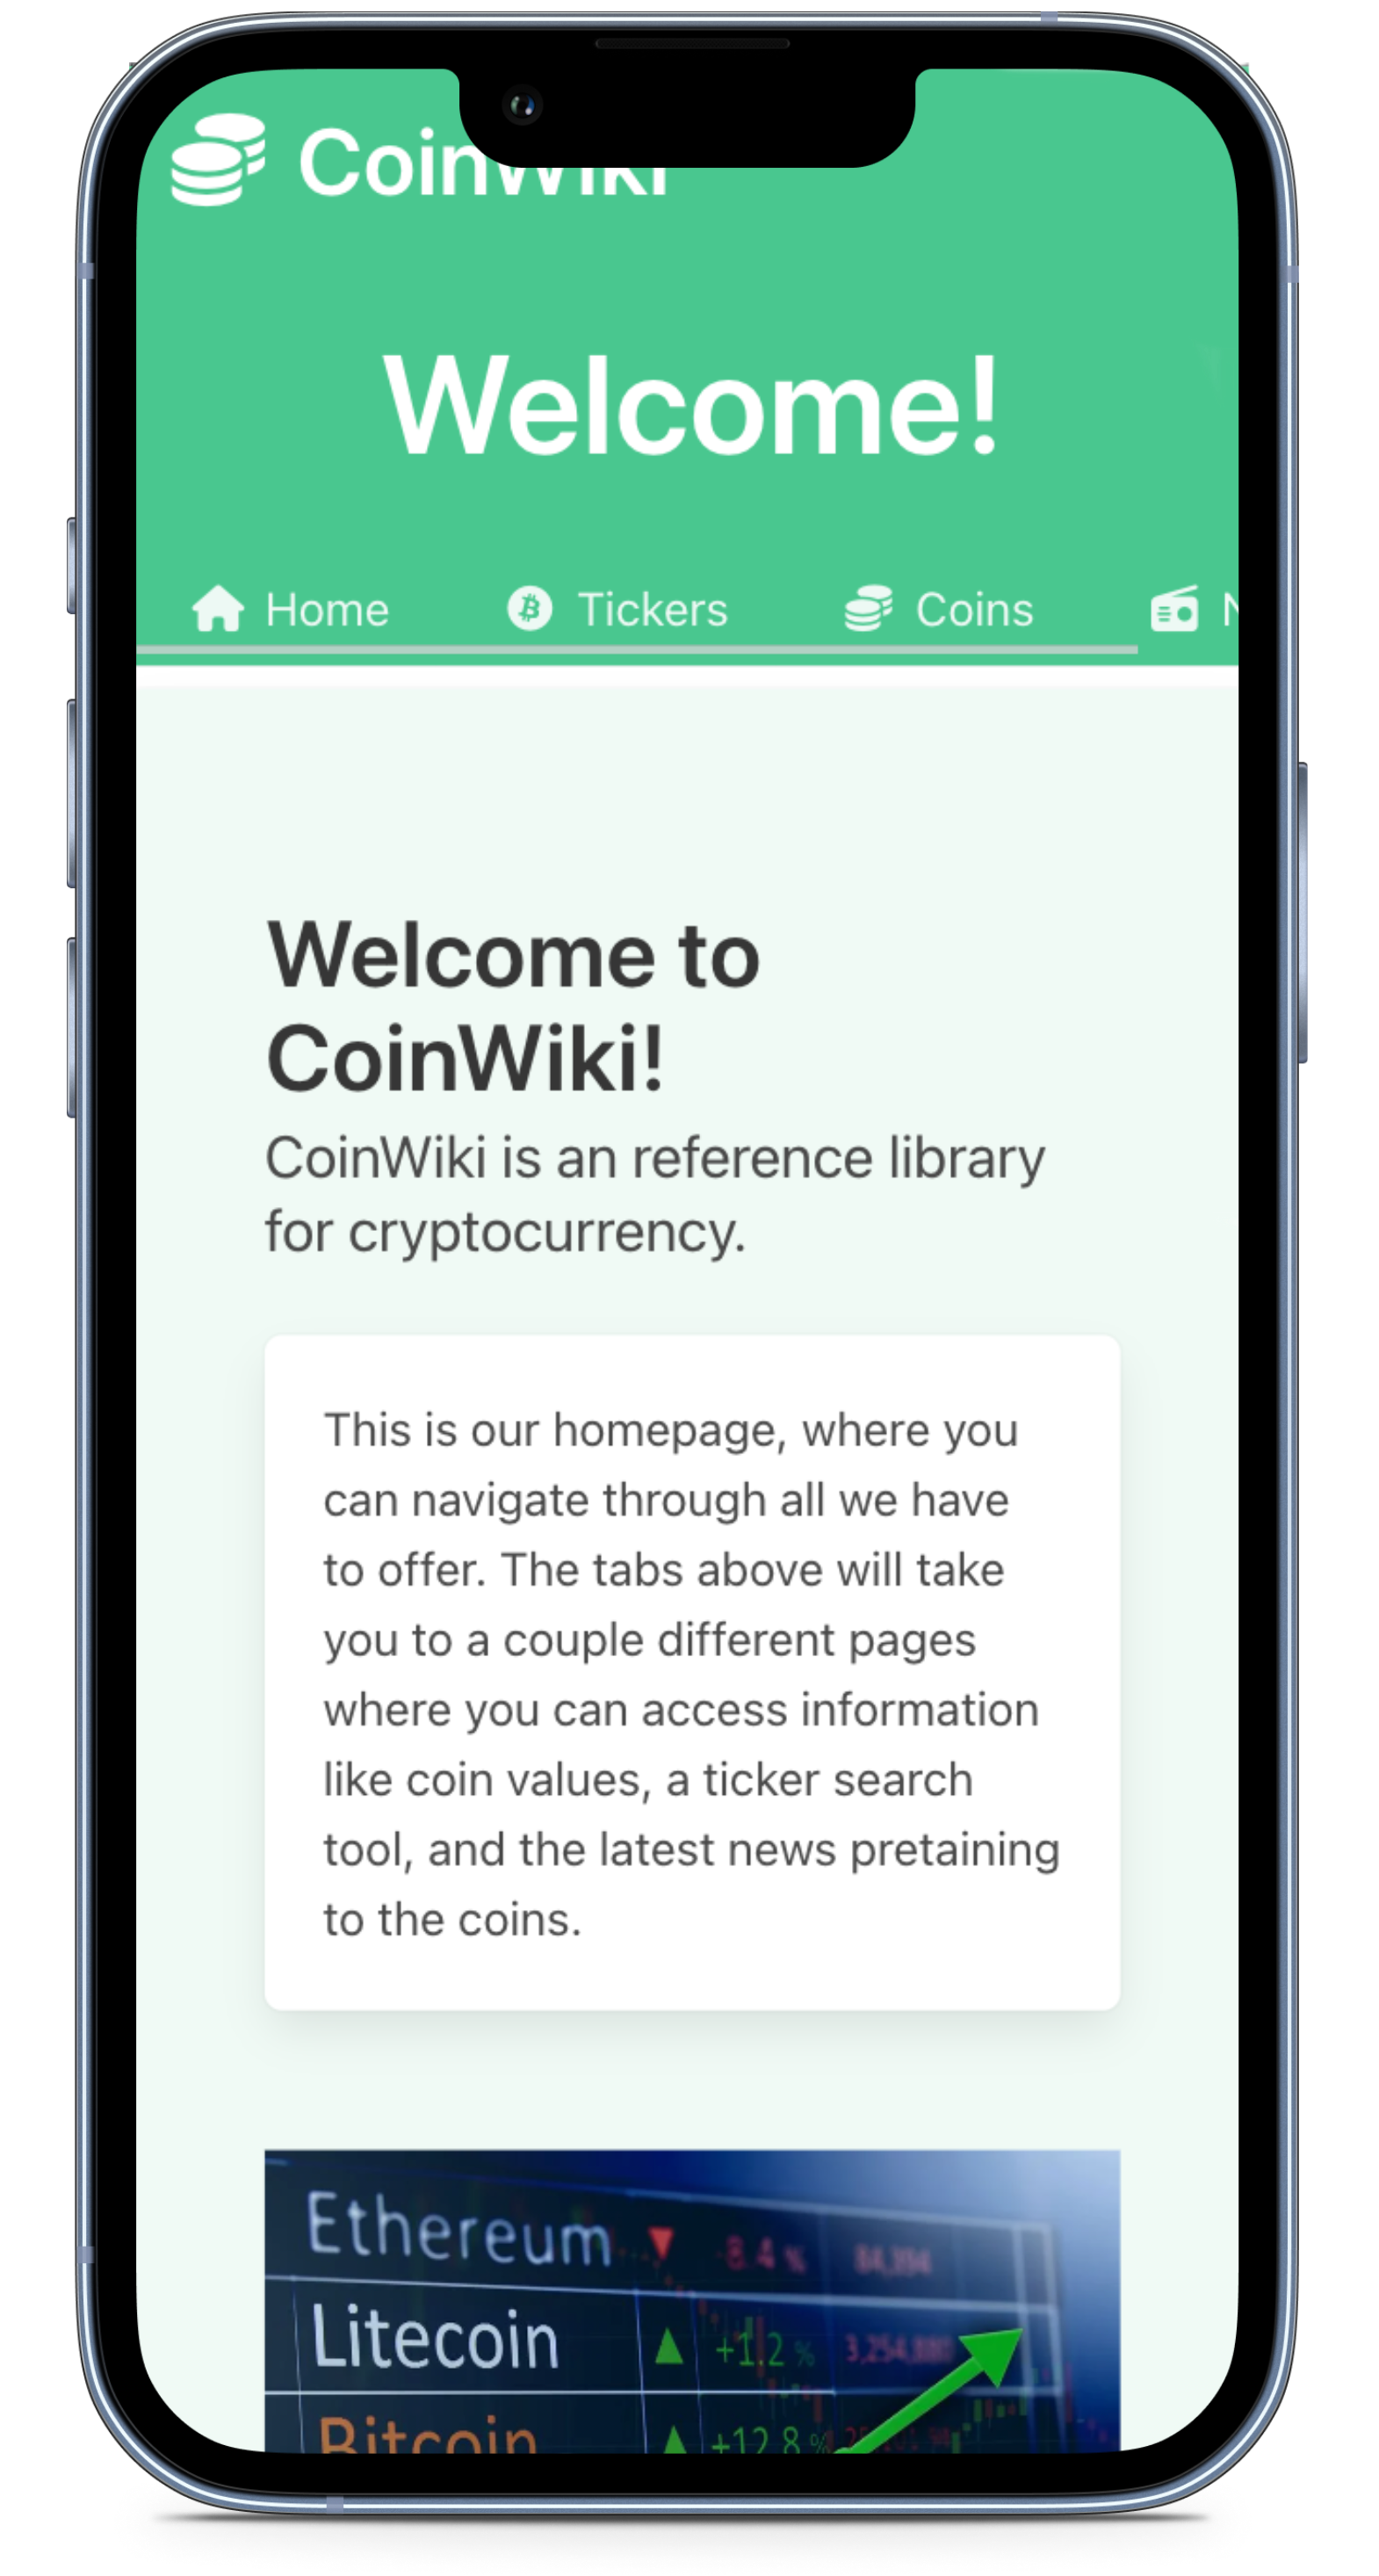 CoinWiki
Welcome!
Home Tickers Coins N
Welcome to
CoinWiki!
CoinWiki is an reference library
for cryptocurrency.
This is our homepage, where you
can navigate through all we have
to offer. The tabs above will take
you to a couple different pages
where you can access information
like coin values, a ticker search
tool, and the latest news pretaining
to the coins.
Ethereum ▼ -8.4 % 84,394
Litecoin ▲ +1.2 % 3,254,880
Bitcoin ▲ +12.8 %